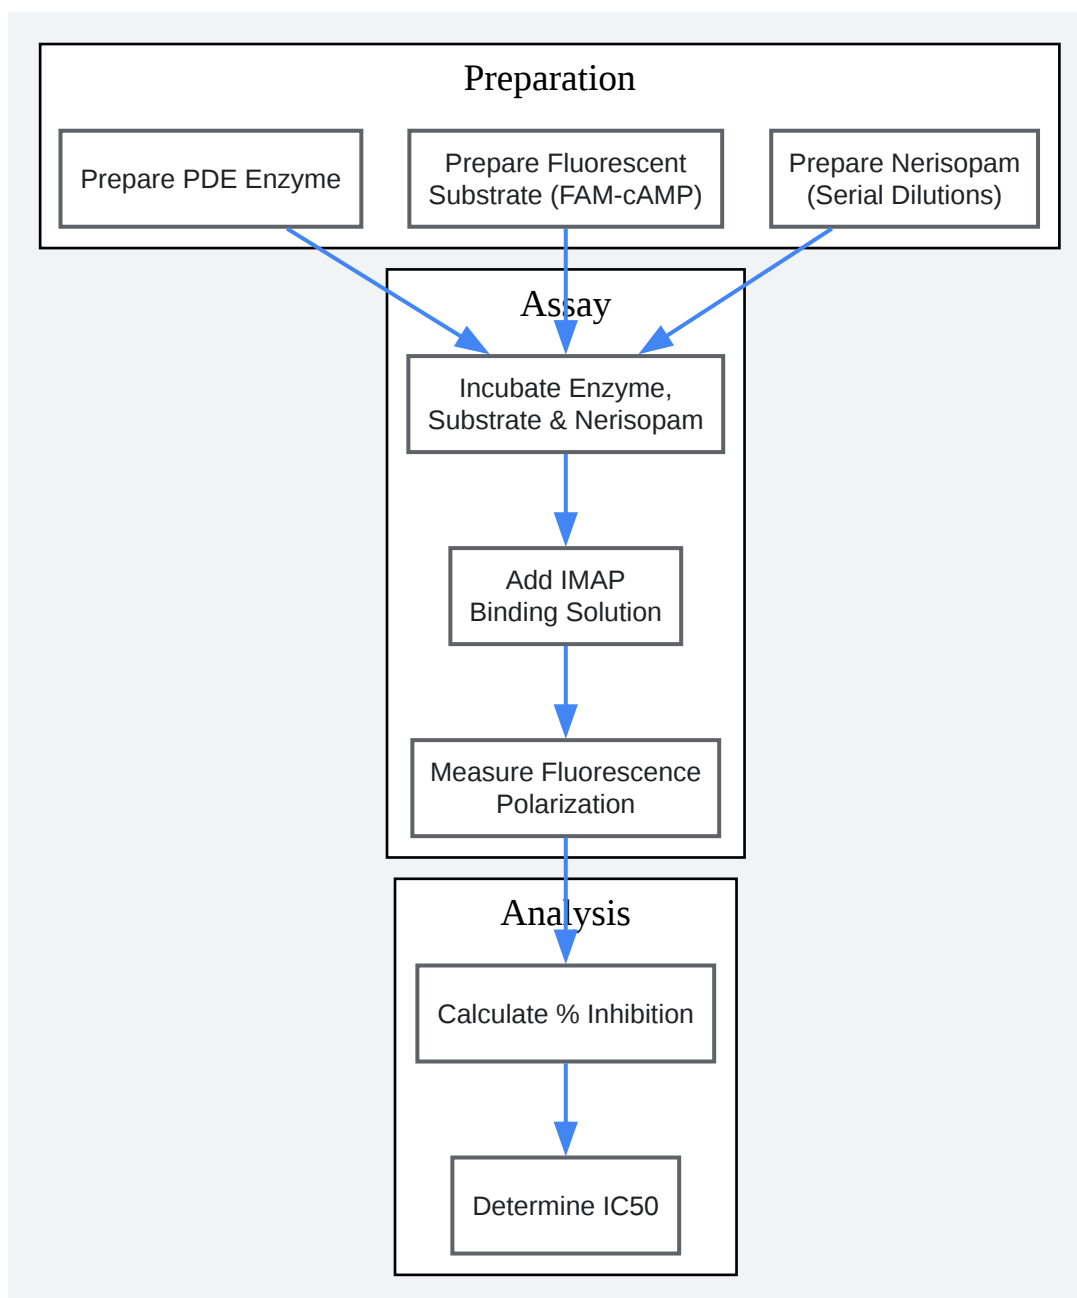 Preparation
Prepare PDE Enzyme
Prepare Fluorescent
Substrate (FAM-cAMP)
Prepare Nerisopam
(Serial Dilutions)
Assay
Incubate Enzyme,
Substrate & Nerisopam
Add IMAP
Binding Solution
Measure Fluorescence
Polarization
Analysis
Calculate % Inhibition
Determine IC50